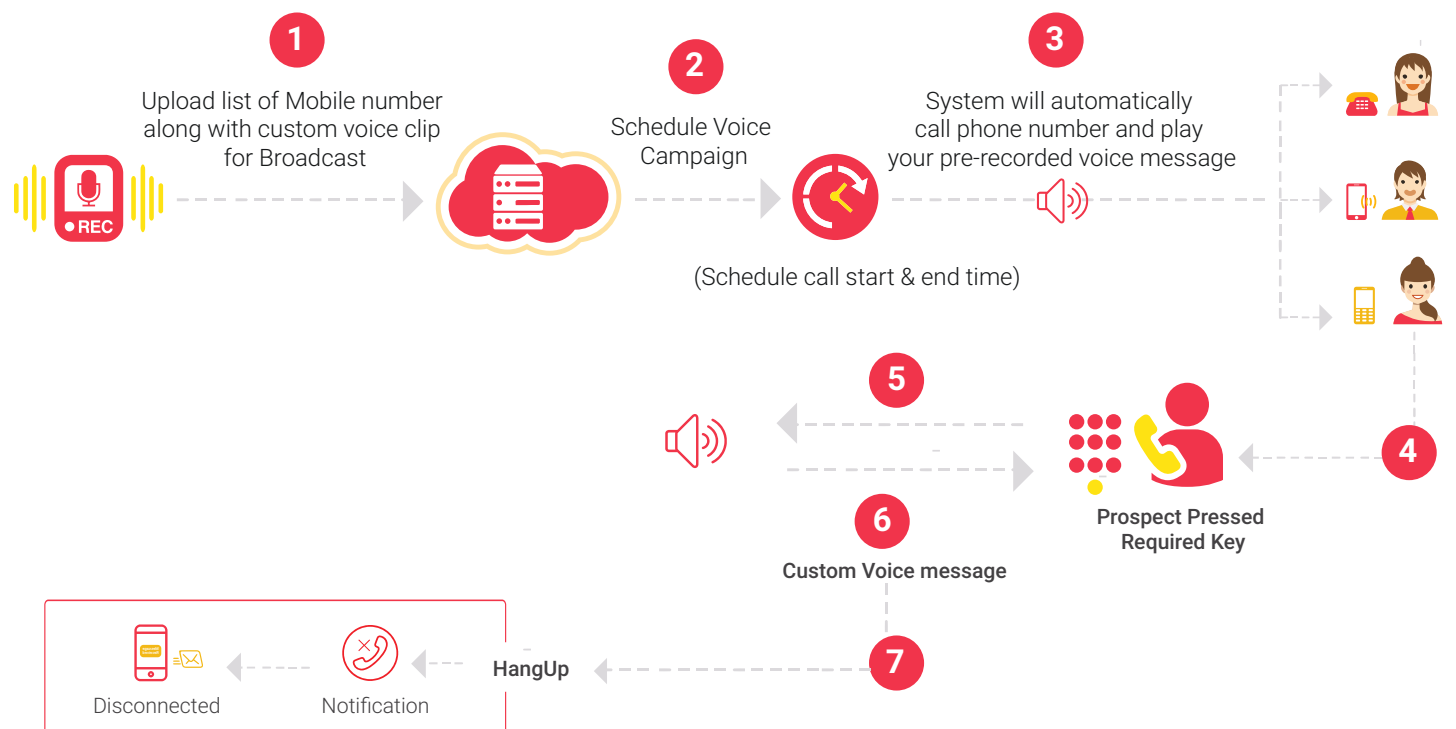 1
Upload list of Mobile number
along with custom voice clip
for Broadcast
REC
2
Schedule Voice
Campaign
(Schedule call start & end time)
3
System will automatically
call phone number and play
your pre-recorded voice message
4
Prospect Pressed
Required Key
5
6
Custom Voice message
7
HangUp
Notification
Disconnected